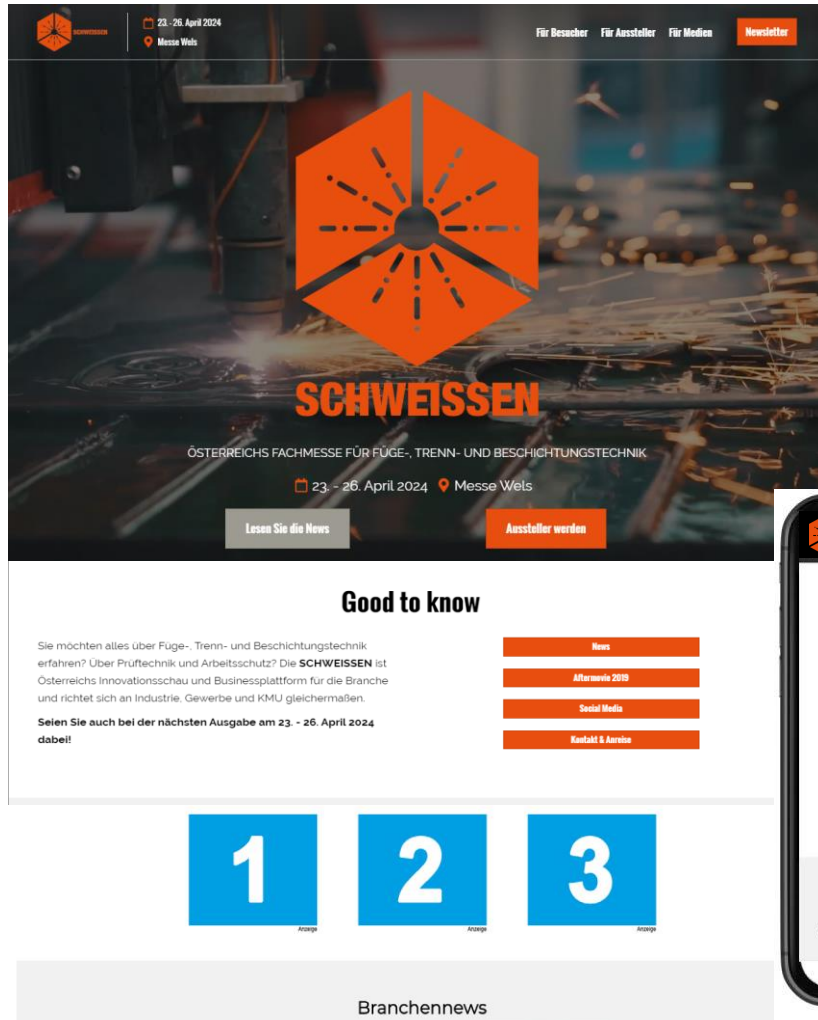 SCHWEISSEN
23. - 26. April 2024
Messe Wels
Für Besucher Für Aussteller Für Medien Newsletter
SCHWEISSEN
ÖSTERREICHS FACHMESSE FÜR FÜGE-, TRENN- UND BESCHICHTUNGSTECHNIK
23. - 26. April 2024 Messe Wels
Lesen Sie die News Aussteller werden
Good to know
Sie möchten alles über Füge-, Trenn- und Beschichtungstechnik
erfahren? Über Prüftechnik und Arbeitsschutz? Die SCHWEISSEN ist
Österreichs Innovationsschau und Businessplattform für die Branche
und richtet sich an Industrie, Gewerbe und KMU gleichermaßen.
Seien Sie auch bei der nächsten Ausgabe am 23. - 26. April 2024
dabei!
News
Aftermovie 2019
Social Media
Kontakt & Anreise
1 2 3
Anzeige Anzeige Anzeige
Branchennews